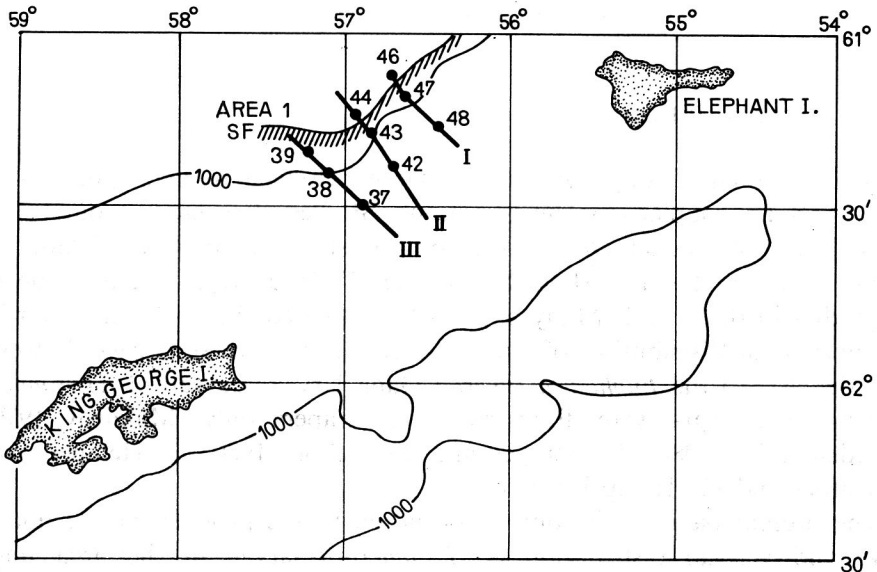 59° 58° 57° 56° 55° 54°
61°
46
47
44
AREA 1
SF
43
48
ELEPHANT I.
39
42
I
1000
38
37
30′
II
III
KING GEORGE I.
62°
1000
1000
30′